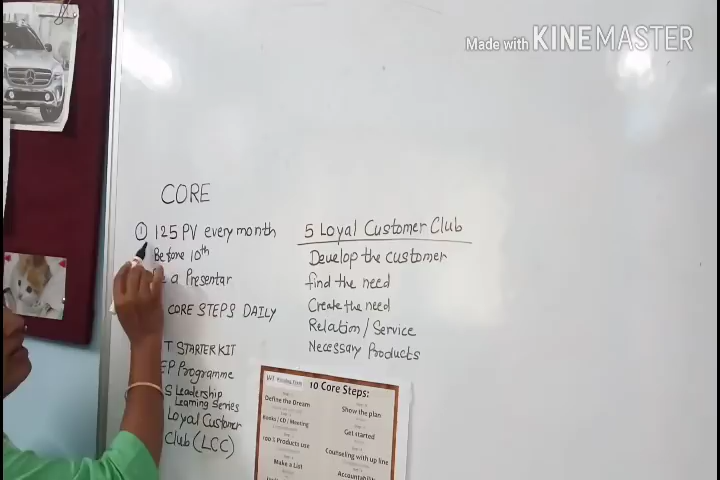 Made with KINEMASTER
CORE
① 125 PV every month
Before 10th
a Presentar
CORE STEPS DAILY
T STARTER KIT
EP Programme
S Leadership
Learning Series
Loyal Customer
Club (LCC)
5 Loyal Customer Club
Develop the customer
find the need
Create the need
Relation / Service
Necessary Products
10 Core Steps:
Define the Dream
Books / CD / Meeting
100 % Products use
Make a List
Show the plan
Get started
Counseling with up line
Accountability